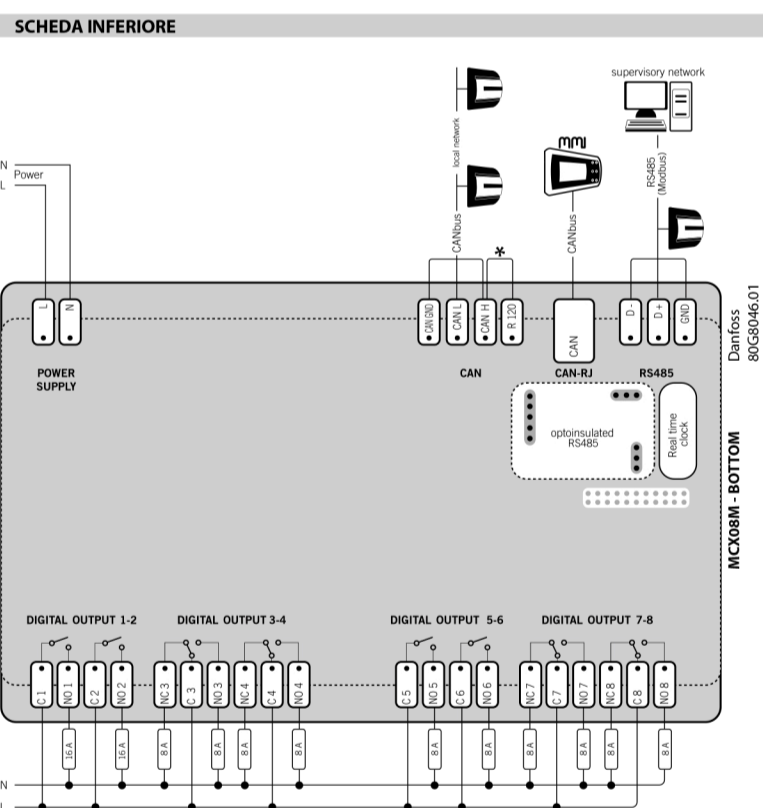 SCHEDA INFERIORE
supervisory network
mmi
local network
RS485
(Modbus)
N
Power
L
CANbus
CANbus
*
L
N
CAN GND
CAN L
CAN H
R 120
CAN
D -
D +
GND
POWER
SUPPLY
CAN
CAN-RJ
RS485
Danfoss
80G8046.01
optoinsulated
RS485
Real time
clock
MCX08M - BOTTOM
DIGITAL OUTPUT 1-2
DIGITAL OUTPUT 3-4
DIGITAL OUTPUT 5-6
DIGITAL OUTPUT 7-8
C 1
NO 1
C 2
NO 2
NC 3
C 3
NO 3
NC 4
C 4
NO 4
C 5
NO 5
C 6
NO 6
NC 7
C 7
NO 7
NC 8
C 8
NO 8
16 A
16 A
8 A
8 A
8 A
8 A
8 A
8 A
8 A
8 A
8 A
8 A
N
L